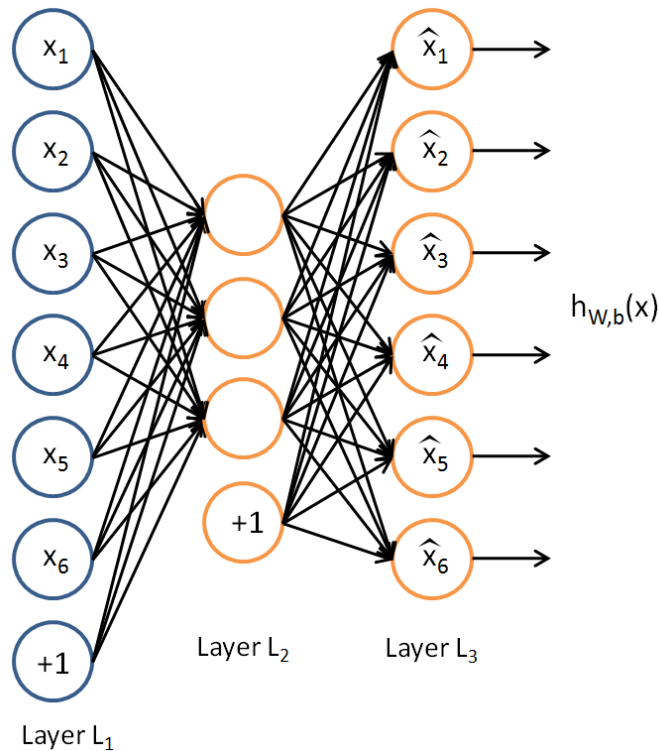 x₁
x₂
x₃
x₄
x₅
x₆
+1
Layer L₁
+1
Layer L₂
x̂₁
x̂₂
x̂₃
x̂₄
x̂₅
x̂₆
Layer L₃
h_W,b(x)